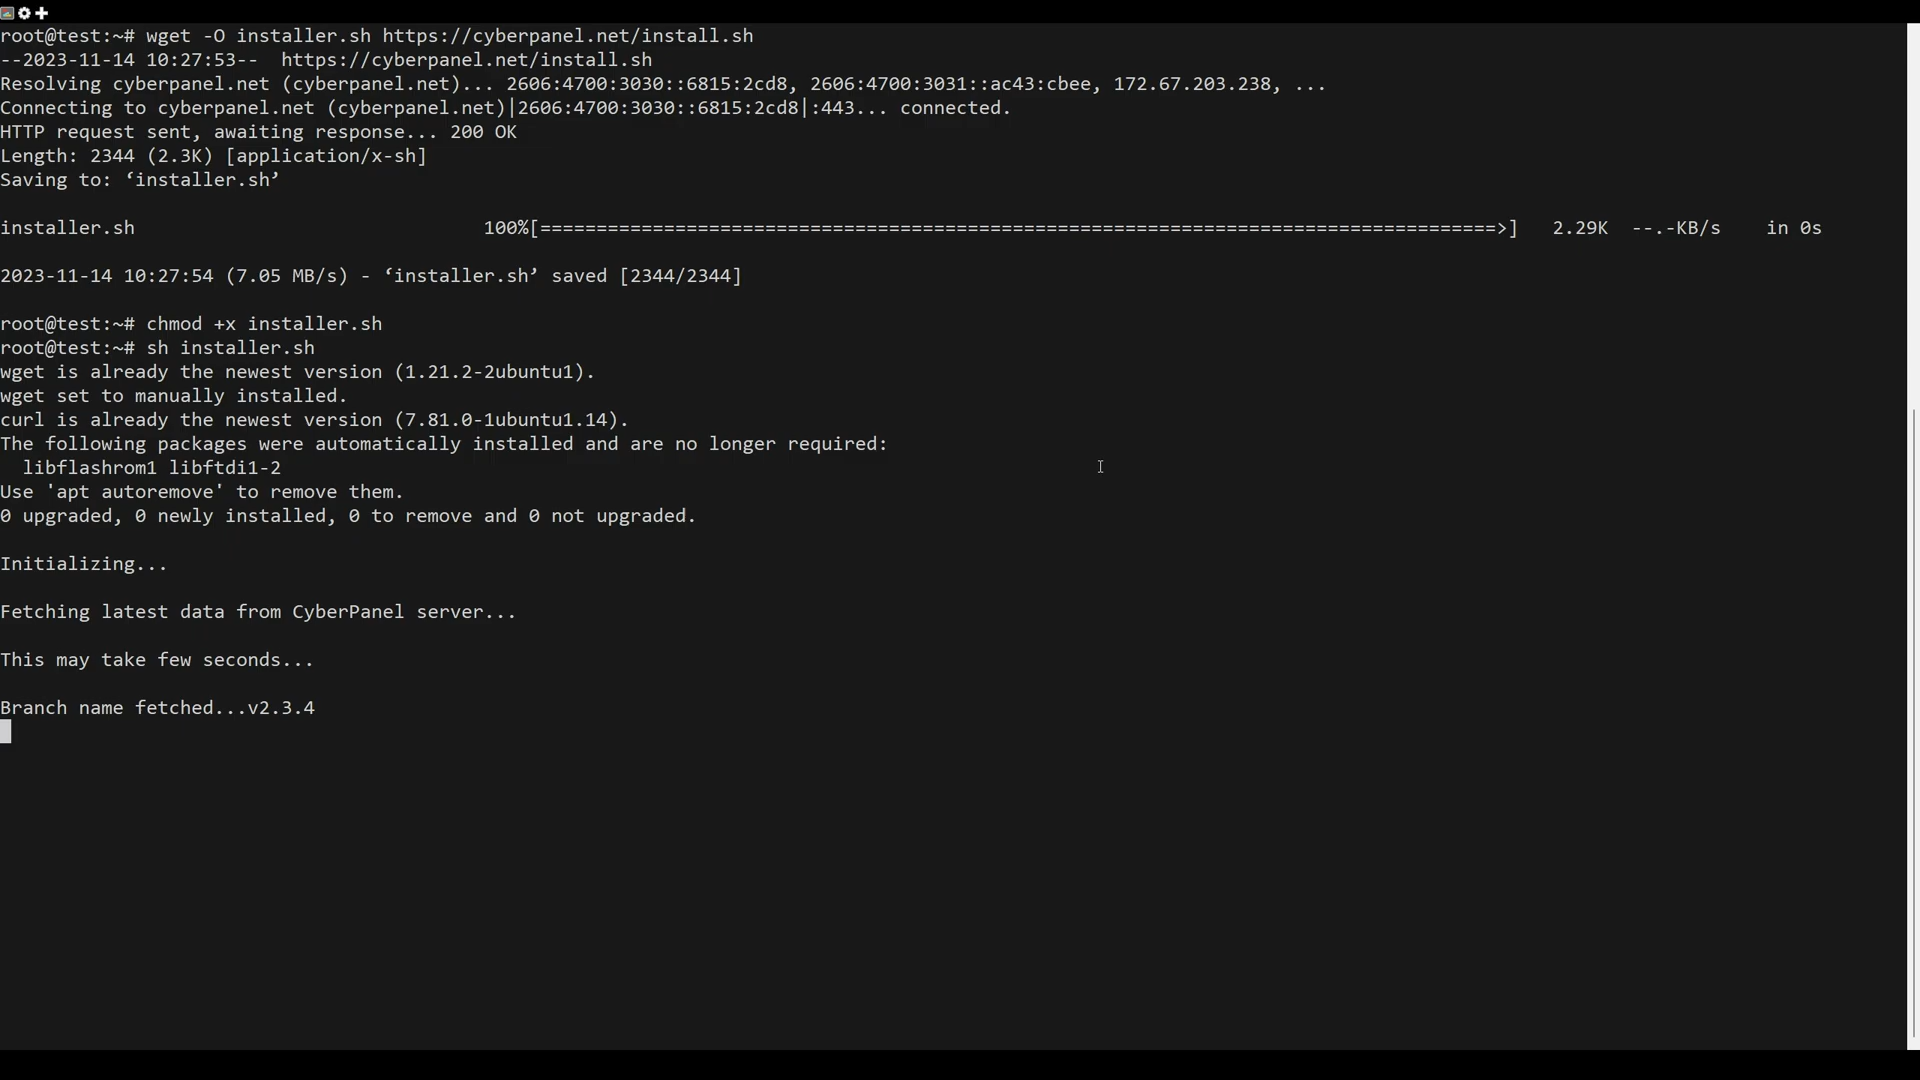 root@test:~# wget -O installer.sh https://cyberpanel.net/install.sh
--2023-11-14 10:27:53--  https://cyberpanel.net/install.sh
Resolving cyberpanel.net (cyberpanel.net)... 2606:4700:3030::6815:2cd8, 2606:4700:3031::ac43:cbee, 172.67.203.238, ...
Connecting to cyberpanel.net (cyberpanel.net)|2606:4700:3030::6815:2cd8|:443... connected.
HTTP request sent, awaiting response... 200 OK
Length: 2344 (2.3K) [application/x-sh]
Saving to: ‘installer.sh’
installer.sh                               100%[=====================================================================================>]   2.29K  --.-KB/s    in 0s
2023-11-14 10:27:54 (7.05 MB/s) - ‘installer.sh’ saved [2344/2344]
root@test:~# chmod +x installer.sh
root@test:~# sh installer.sh
wget is already the newest version (1.21.2-2ubuntu1).
wget set to manually installed.
curl is already the newest version (7.81.0-1ubuntu1.14).
The following packages were automatically installed and are no longer required:
  libflashrom1 libftdi1-2
Use 'apt autoremove' to remove them.
0 upgraded, 0 newly installed, 0 to remove and 0 not upgraded.
Initializing...
Fetching latest data from CyberPanel server...
This may take few seconds...
Branch name fetched...v2.3.4